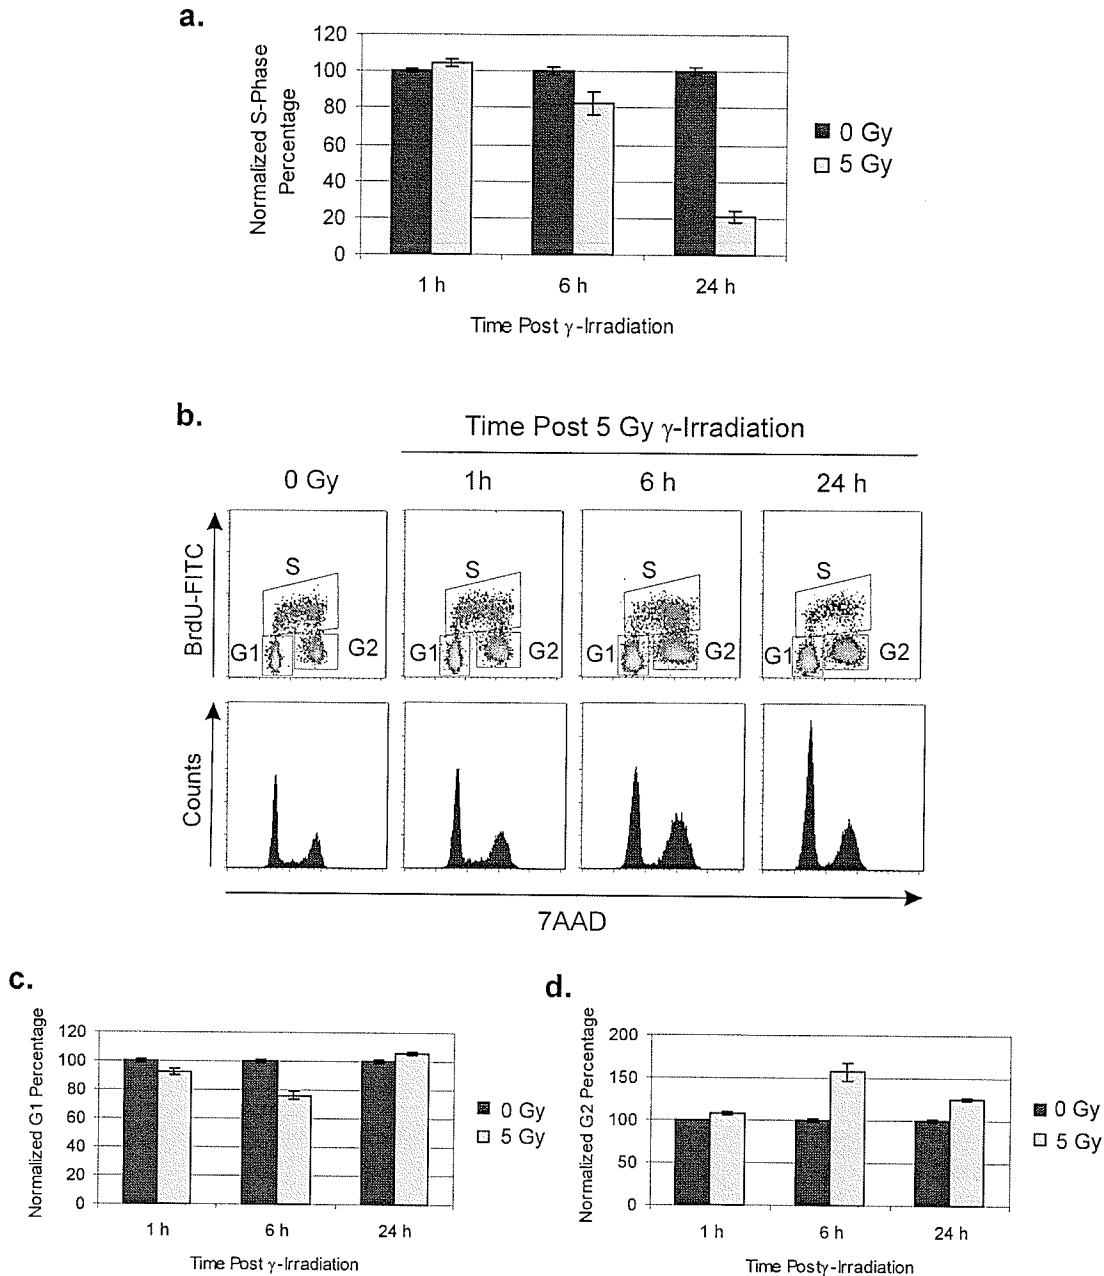 a.
Normalized S-Phase
Percentage
120
100
80
60
40
20
0
1 h
6 h
24 h
Time Post γ-Irradiation
0 Gy
5 Gy
b.
Time Post 5 Gy γ-Irradiation
0 Gy
1h
6 h
24 h
BrdU-FITC
S
G1
G2
S
G1
G2
S
G1
G2
S
G1
G2
Counts
7AAD
c.
Normalized G1 Percentage
120
100
80
60
40
20
0
1 h
6 h
24 h
Time Post γ-Irradiation
0 Gy
5 Gy
d.
Normalized G2 Percentage
200
150
100
50
0
1 h
6 h
24 h
Time Postγ-Irradiation
0 Gy
5 Gy